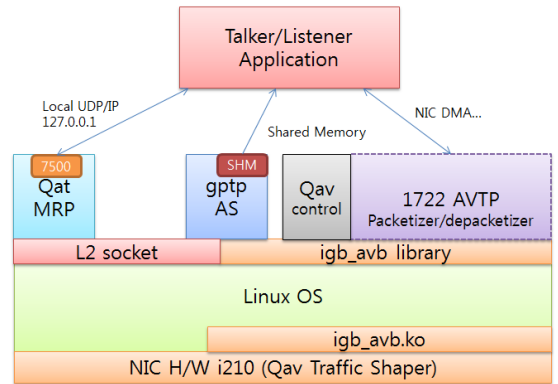 Talker/Listener
Application
Local UDP/IP
127.0.0.1
NIC DMA...
Shared Memory
7500
Qat
MRP
SHM
gptp
AS
Qav
control
1722 AVTP
Packetizer/depacketizer
L2 socket
igb_avb library
Linux OS
igb_avb.ko
NIC H/W i210 (Qav Traffic Shaper)